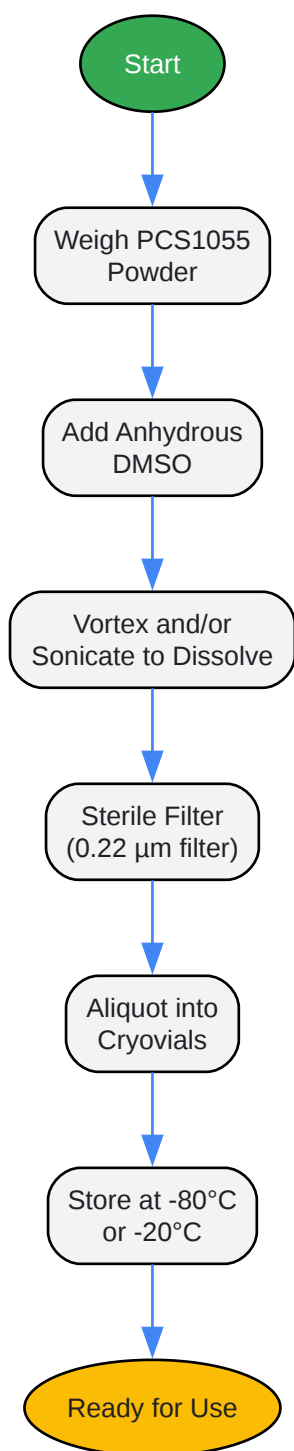 Start
Weigh PCS1055
Powder
Add Anhydrous
DMSO
Vortex and/or
Sonicate to Dissolve
Sterile Filter
(0.22 µm filter)
Aliquot into
Cryovials
Store at -80°C
or -20°C
Ready for Use